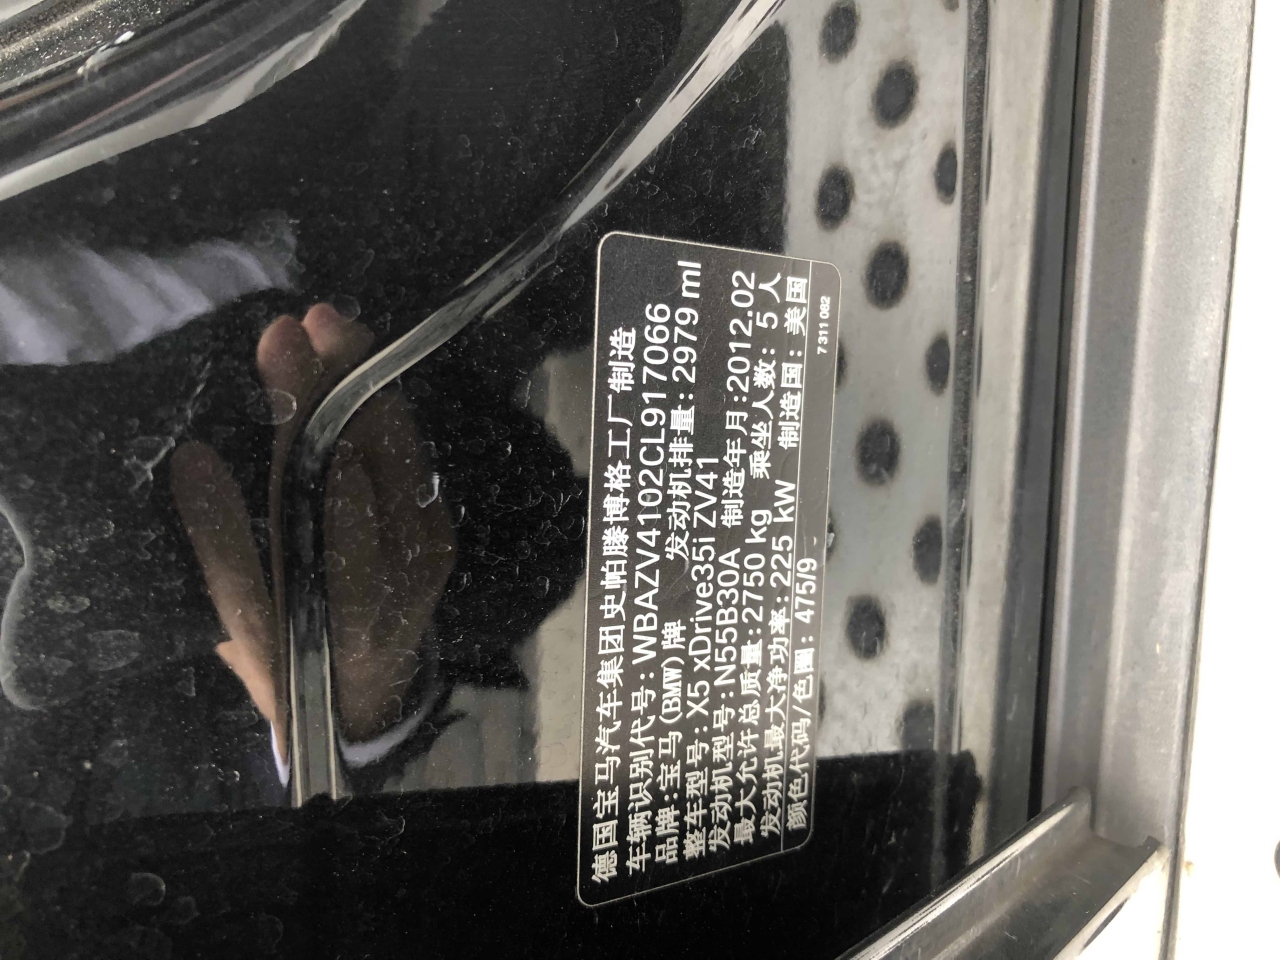 德国宝马汽车集团史帕滕博格工厂制造
车辆识别代号: WBAZV4102CL917066
品牌:宝马(BMW)牌 发动机排量:2979 ml
整车型号: X5 xDrive35i ZV41
发动机型号:N55B30A 制造年月:2012.02
最大允许总质量:2750 kg 乘坐人数: 5 人
发动机最大净功率:225 kW 制造国: 美国
颜色代码/色圈: 475/9
7 311 082